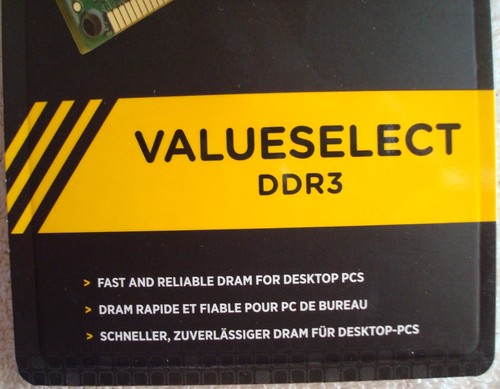 VALUESELECT
DDR3
> FAST AND RELIABLE DRAM FOR DESKTOP PCS
> DRAM RAPIDE ET FIABLE POUR PC DE BUREAU
> SCHNELLER, ZUVERLÄSSIGER DRAM FÜR DESKTOP-PCS